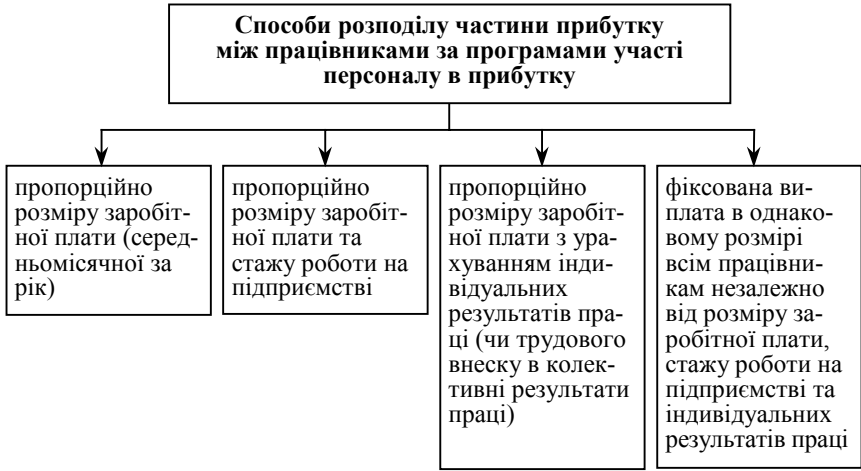 Способи розподілу частини прибутку
між працівниками за програмами участі
персоналу в прибутку
пропорційно
розміру заробіт-
ної плати (серед-
ньомісячної за
рік)
пропорційно
розміру заробіт-
ної плати та
стажу роботи на
підприємстві
пропорційно
розміру заробіт-
ної плати з ура-
хуванням інди-
відуальних
результатів пра-
ці (чи трудового
внеску в колек-
тивні результати
праці)
фіксована ви-
плата в однако-
вому розмірі
всім працівни-
кам незалежно
від розміру за-
робітної плати,
стажу роботи на
підприємстві та
індивідуальних
результатів праці